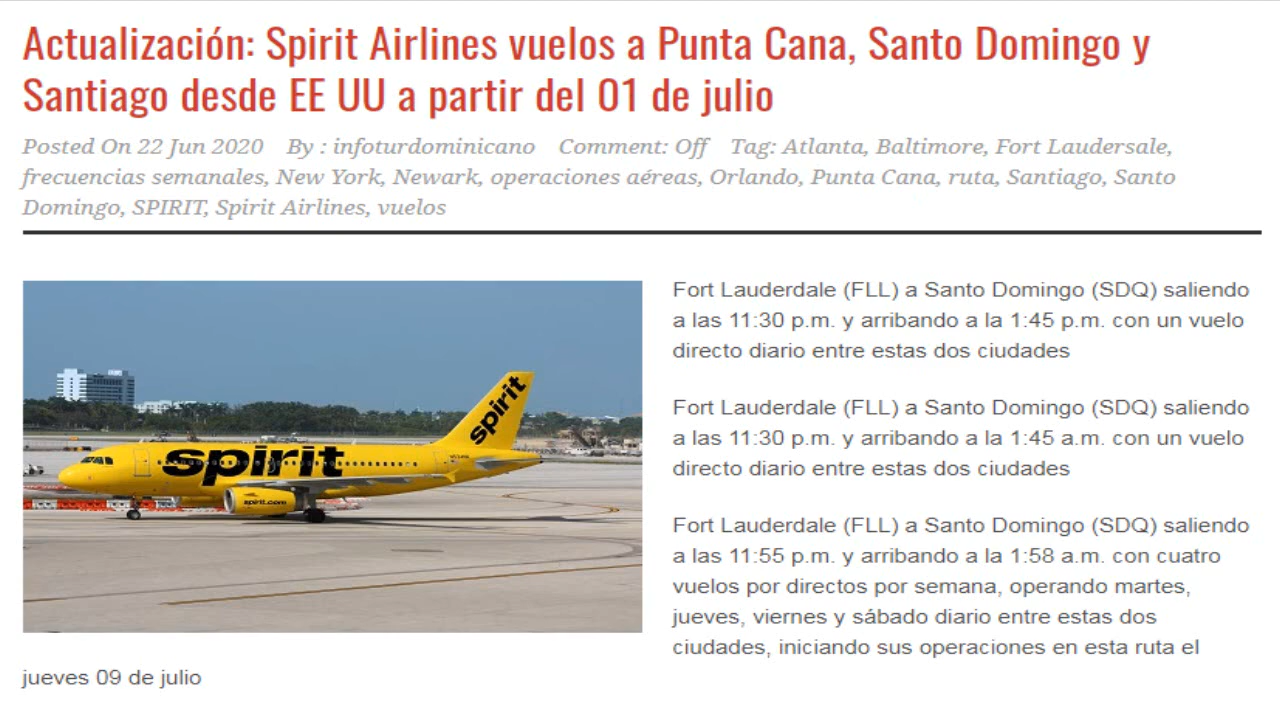 Actualización: Spirit Airlines vuelos a Punta Cana, Santo Domingo y
Santiago desde EE UU a partir del 01 de julio
Posted On 22 Jun 2020 By : infoturdominicano Comment: Off Tag: Atlanta, Baltimore, Fort Laudersale,
frecuencias semanales, New York, Newark, operaciones aéreas, Orlando, Punta Cana, ruta, Santiago, Santo
Domingo, SPIRIT, Spirit Airlines, vuelos
spirit
spirit
spirit.com
Fort Lauderdale (FLL) a Santo Domingo (SDQ) saliendo
a las 11:30 p.m. y arribando a la 1:45 p.m. con un vuelo
directo diario entre estas dos ciudades
Fort Lauderdale (FLL) a Santo Domingo (SDQ) saliendo
a las 11:30 p.m. y arribando a la 1:45 a.m. con un vuelo
directo diario entre estas dos ciudades
Fort Lauderdale (FLL) a Santo Domingo (SDQ) saliendo
a las 11:55 p.m. y arribando a la 1:58 a.m. con cuatro
vuelos por directos por semana, operando martes,
jueves, viernes y sábado diario entre estas dos
ciudades, iniciando sus operaciones en esta ruta el
jueves 09 de julio